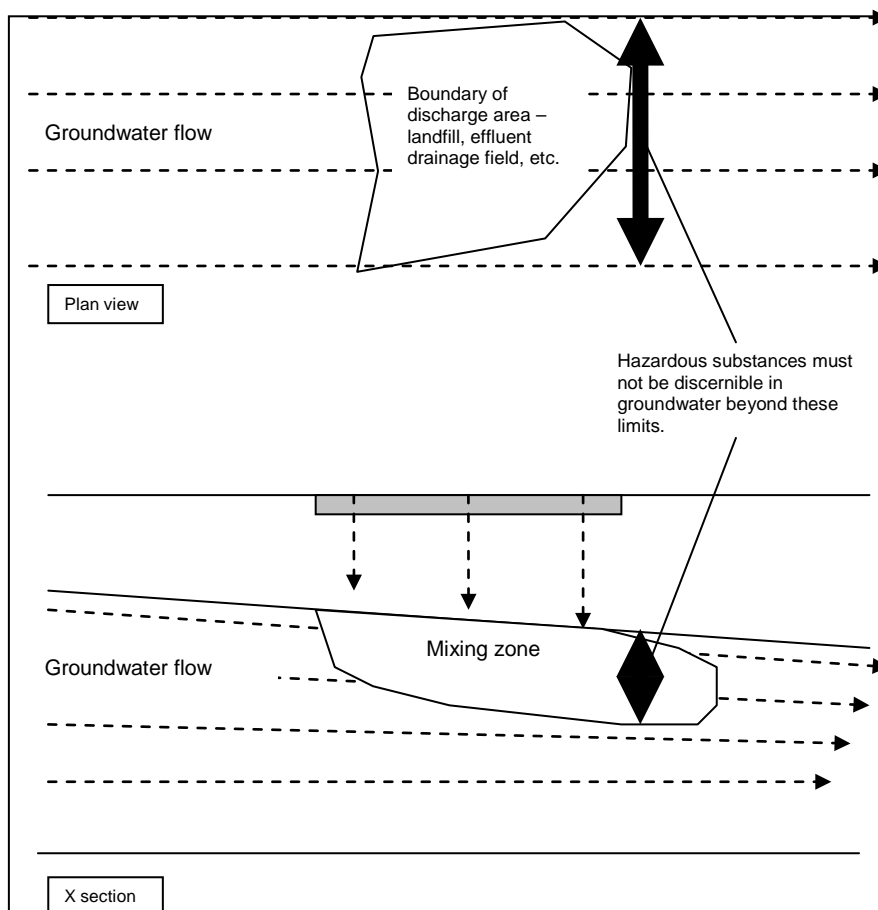 Boundary of
discharge area –
landfill, effluent
drainage field, etc.
Groundwater flow
Plan view
Hazardous substances must
not be discernible in
groundwater beyond these
limits.
Mixing zone
Groundwater flow
X section